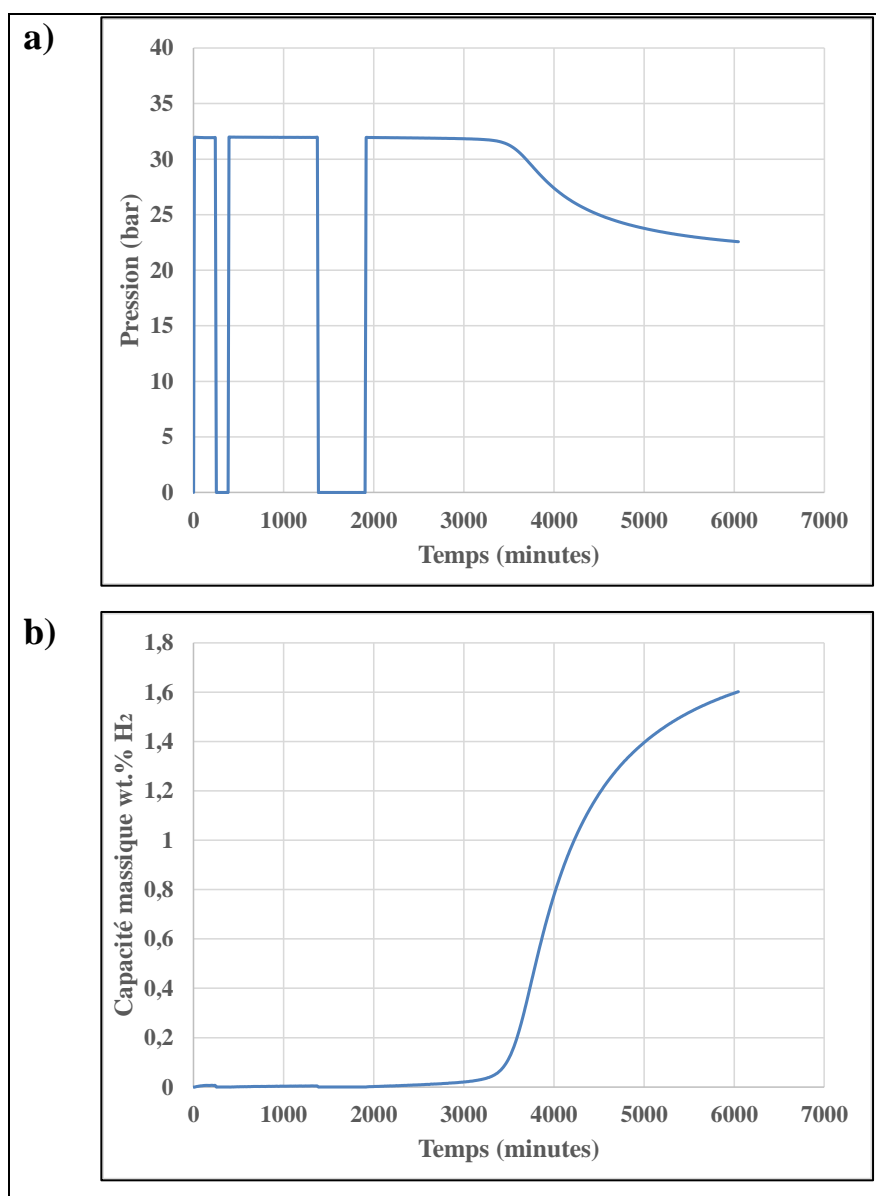 a)
40
35
30
25
20
15
10
5
0
Pression (bar)
0 1000 2000 3000 4000 5000 6000 7000
Temps (minutes)
b)
1,8
1,6
1,4
1,2
1
0,8
0,6
0,4
0,2
0
Capacité massique wt.% H₂
0 1000 2000 3000 4000 5000 6000 7000
Temps (minutes)